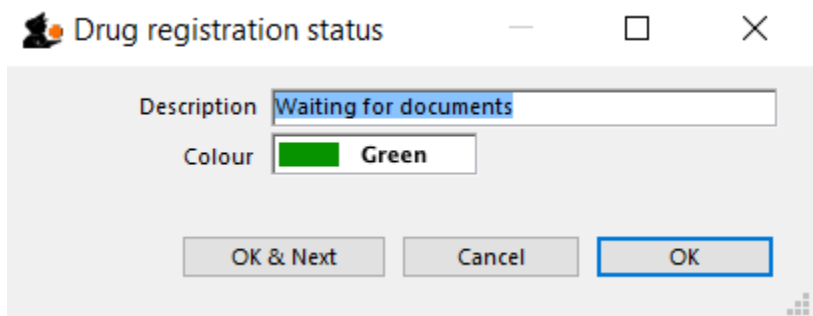 Drug registration status
Description Waiting for documents
Colour Green
OK & Next Cancel OK